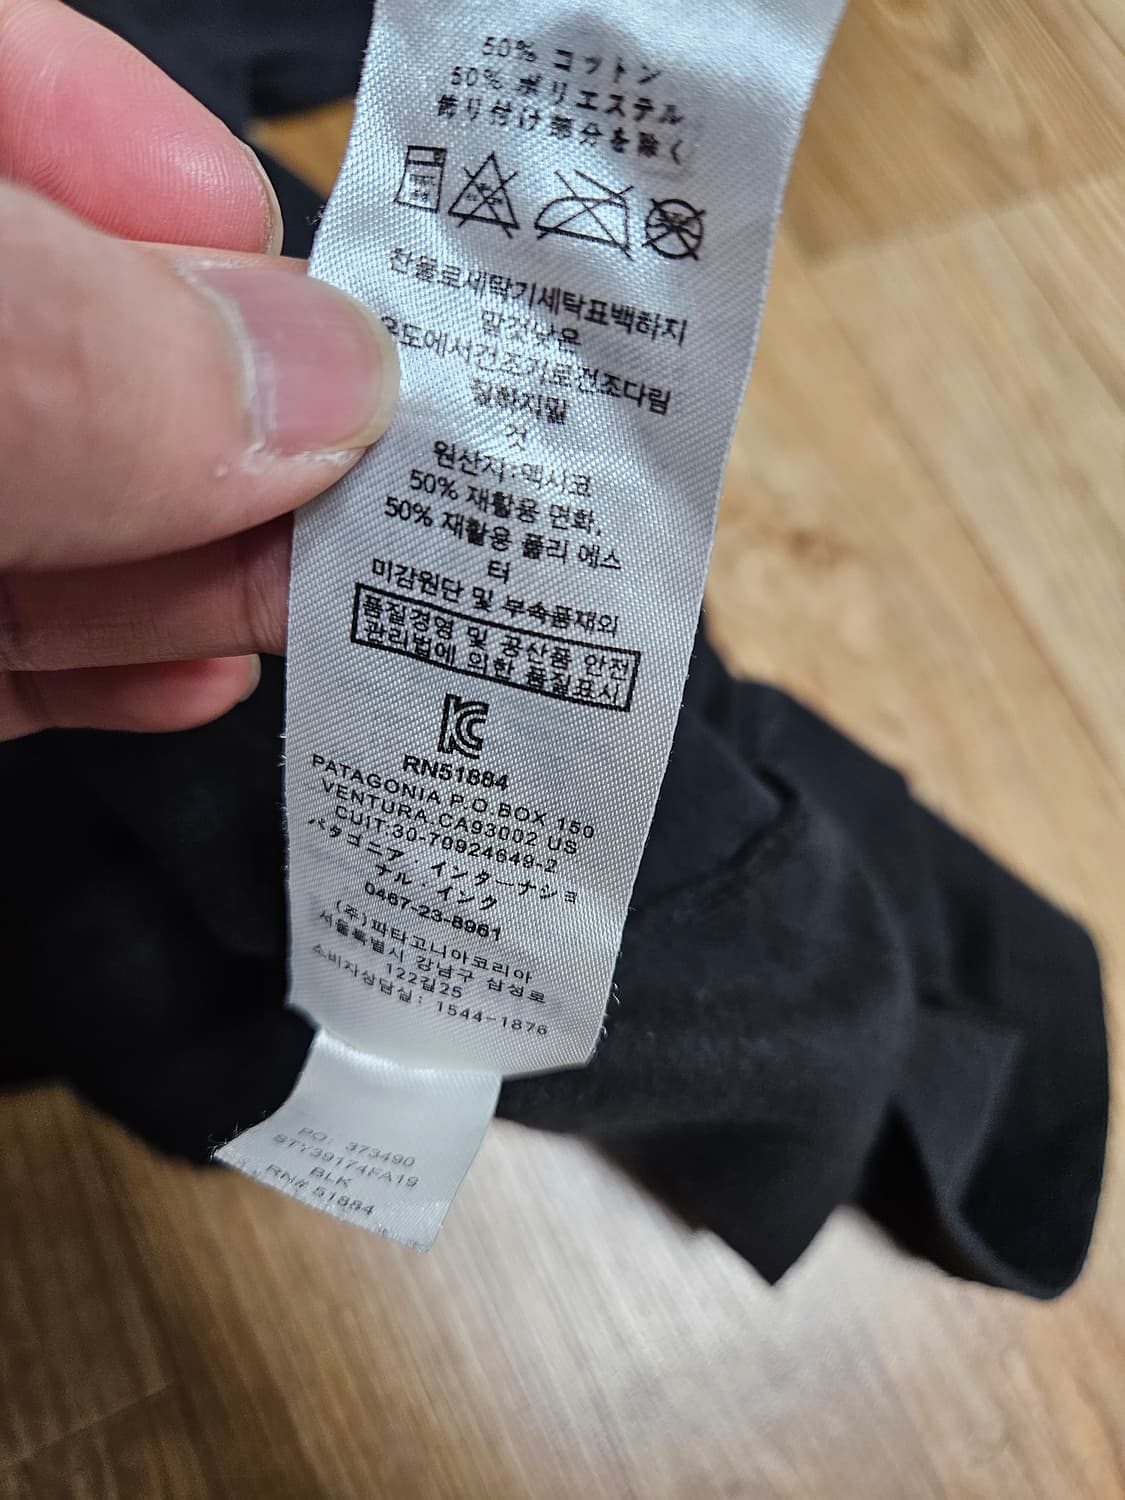 50% コットン
50% ポリエステル
飾り付け部分を除く
찬물로세탁기세탁표백하지
말것낮은
온도에서건조기로건조다림
질하지말
것
원산지:멕시코
50% 재활용 면화,
50% 재활용 폴리 에스
터
미감원단 및 부속품재외
품질경영 및 공산품 안전
관리법에 의한 품질표시
RN51884
PATAGONIA P.O.BOX 150
VENTURA,CA93002 US
CUIT:30-70924649-2
パタゴニア・インターナショ
ナル・インク
0467-23-8961
(주)파타고니아코리아
서울특별시 강남구 삼성로
122길25
소비자상담실: 1544-1876
PO: 373490
STY39174FA19
BLK
RN# 51884